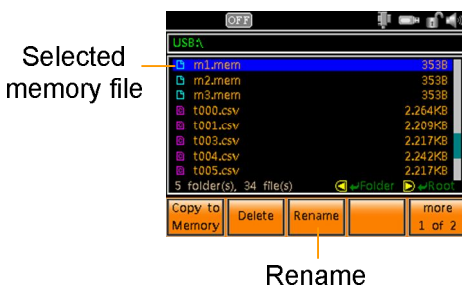 OFF
USB:\
Selected
memory file
m1.mem 353B
m2.mem 353B
m3.mem 353B
t000.csv 2.264KB
t001.csv 2.209KB
t003.csv 2.217KB
t004.csv 2.242KB
t005.csv 2.217KB
5 folder(s), 34 file(s) Folder Root
Copy to Memory
Delete
Rename
more 1 of 2
Rename